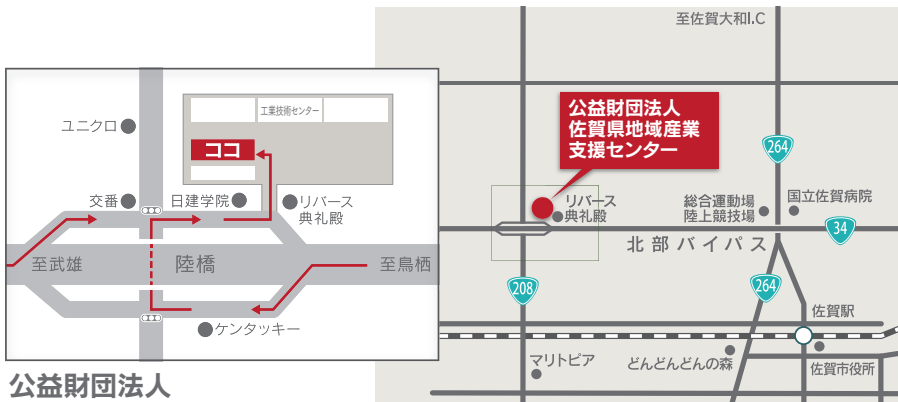 至佐賀大和I.C
公益財団法人
佐賀県地域産業
支援センター
264
工業技術センター
ユニクロ
ココ
交番
日建学院
リバース
典礼殿
リバース
典礼殿
総合運動場
陸上競技場
国立佐賀病院
34
北部バイパス
至武雄
陸橋
至鳥栖
208
264
佐賀駅
ケンタッキー
マリトピア
どんどんどんの森
佐賀市役所
公益財団法人